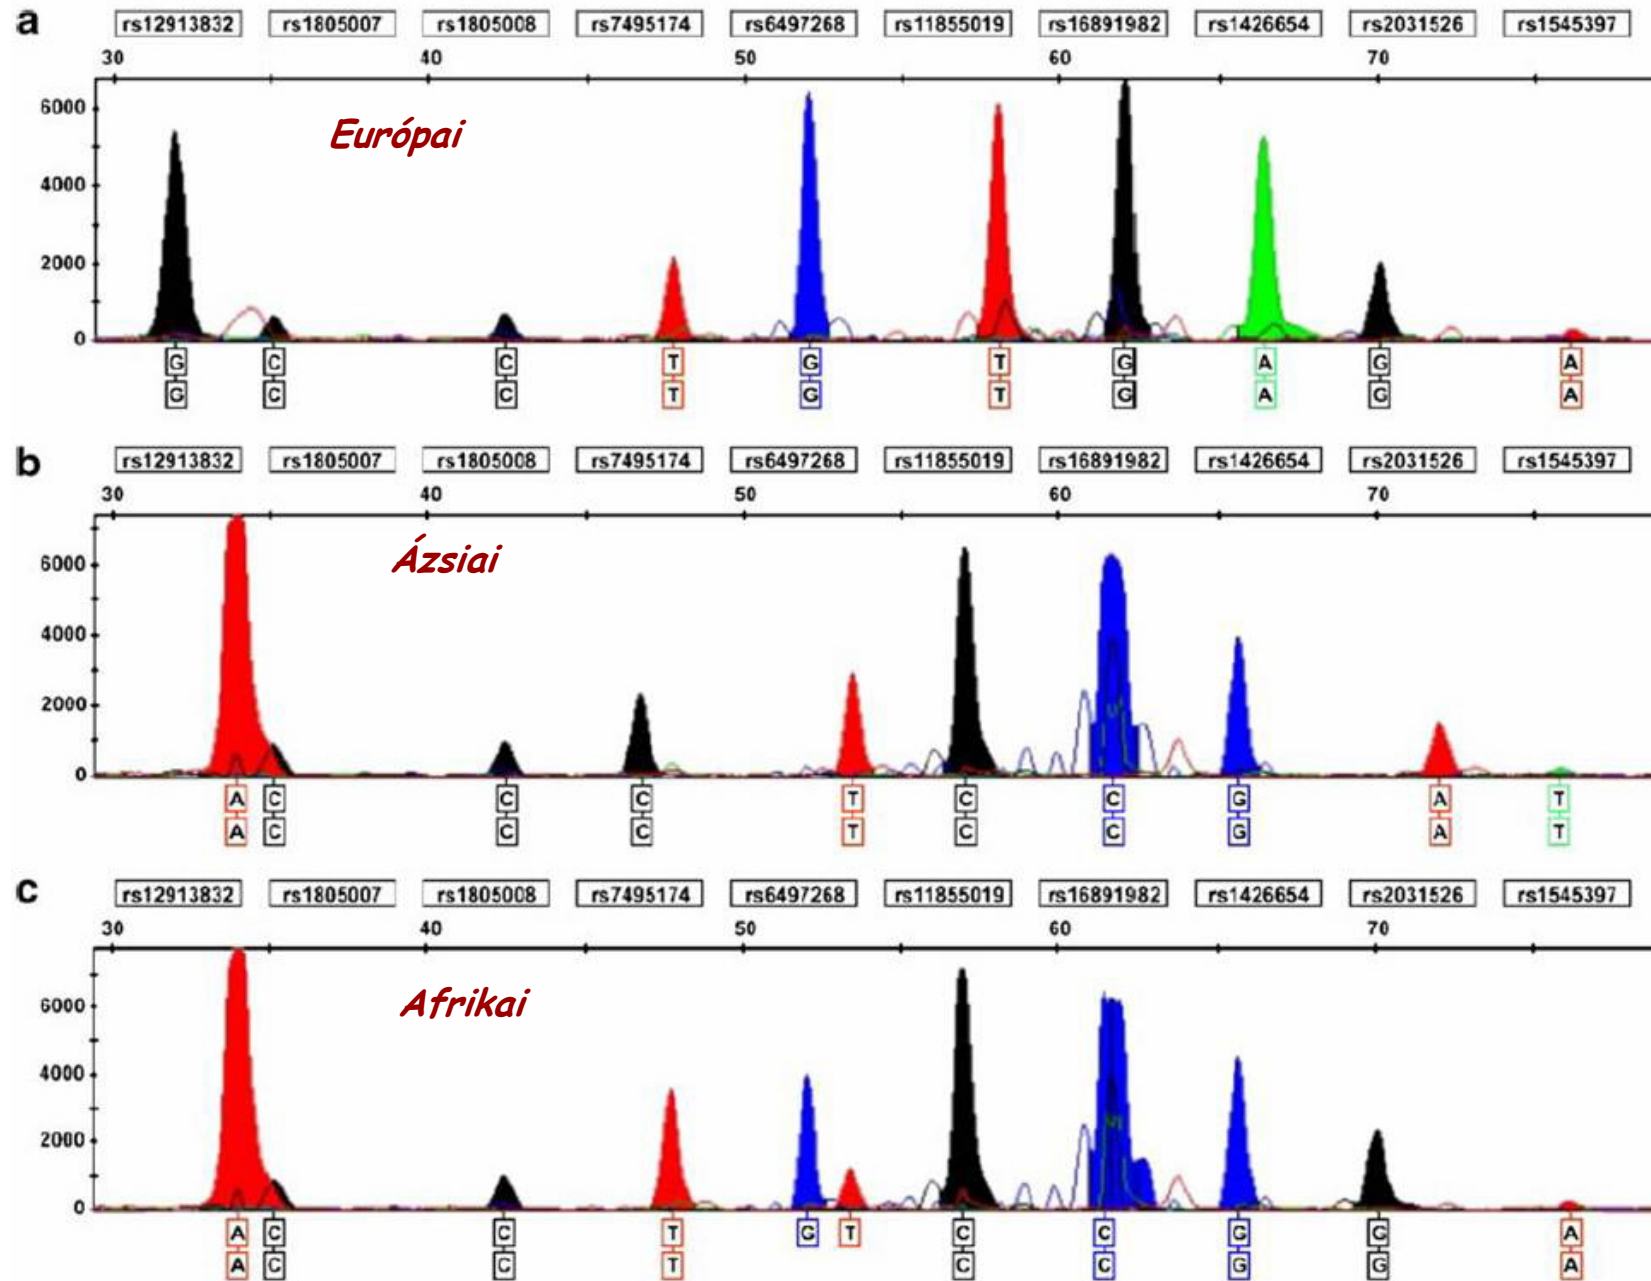 a
rs12913832 rs1805007 rs1805008 rs7495174 rs6497268 rs11855019 rs16891982 rs1426654 rs2031526 rs1545397
30 40 50 60 70
6000
Európai
4000
2000
0
G C C T G T G A G A
G C C T G T G A G A
b
rs12913832 rs1805007 rs1805008 rs7495174 rs6497268 rs11855019 rs16891982 rs1426654 rs2031526 rs1545397
30 40 50 60 70
Ázsiai
6000
4000
2000
0
A C C C T C C G A T
A C C C T C C G A T
c
rs12913832 rs1805007 rs1805008 rs7495174 rs6497268 rs11855019 rs16891982 rs1426654 rs2031526 rs1545397
30 40 50 60 70
Afrikai
6000
4000
2000
0
A C C T G T C C G G A
A C C T C C G G A